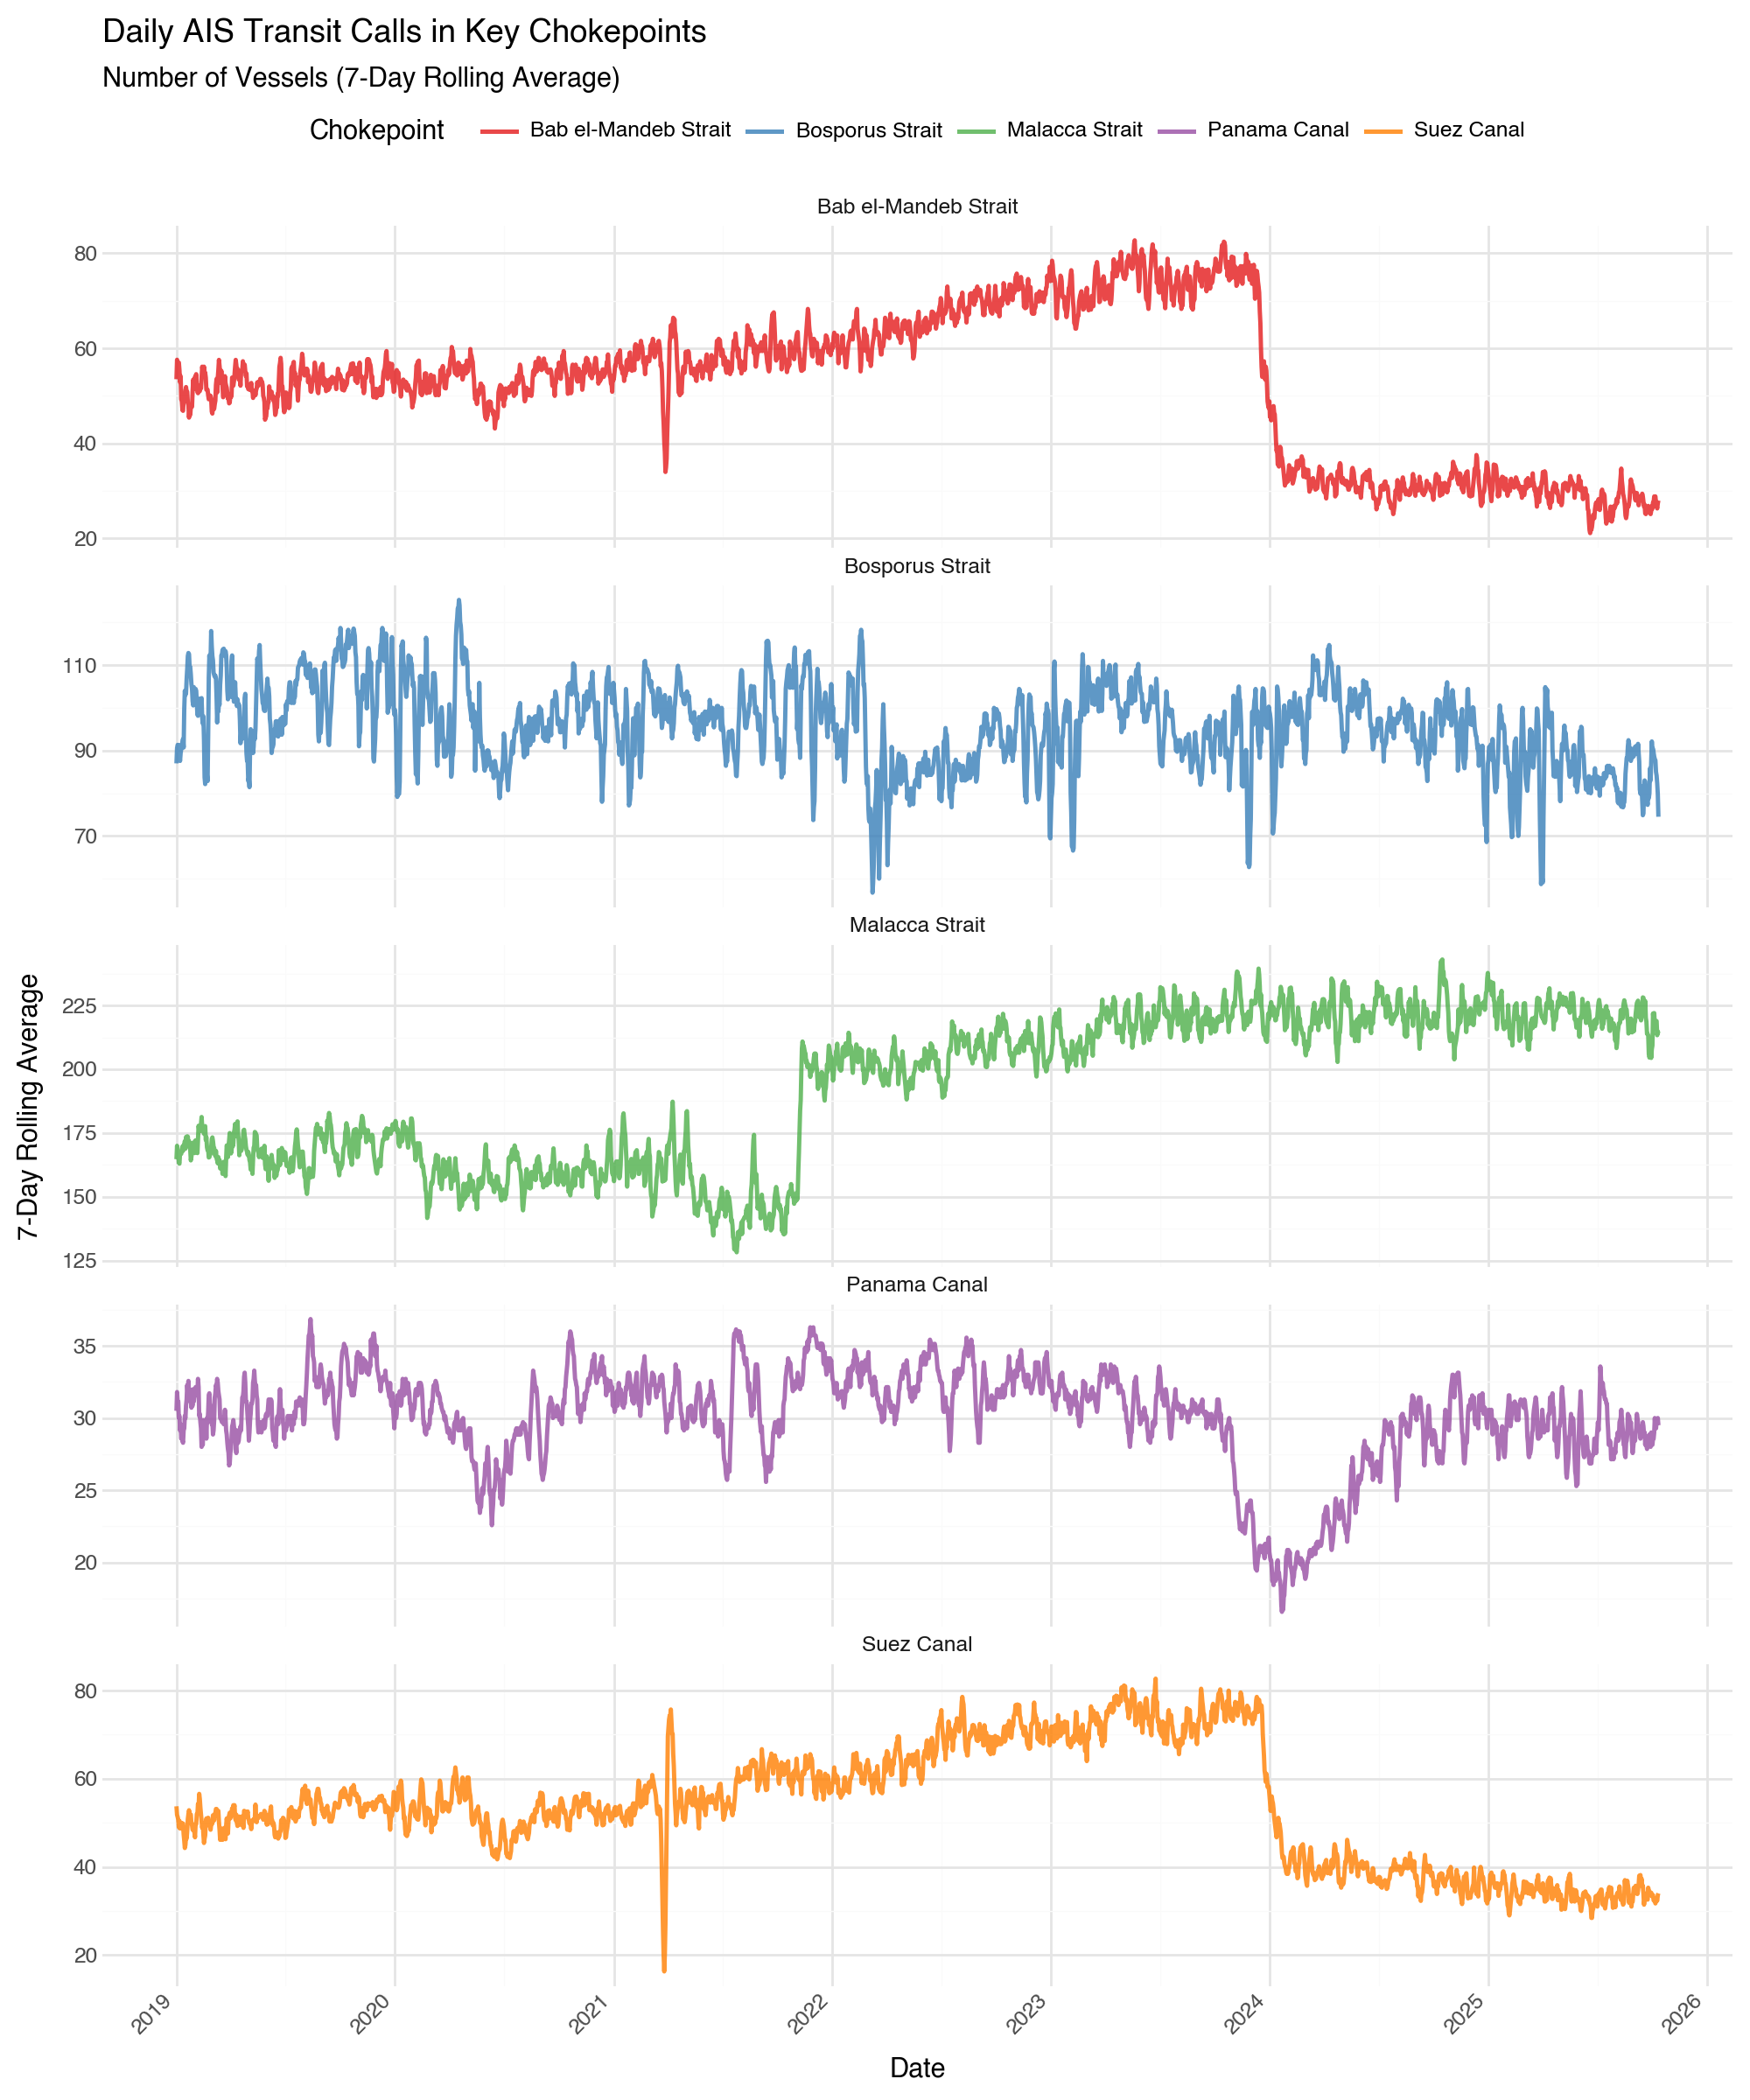 Daily AIS Transit Calls in Key Chokepoints
Number of Vessels (7-Day Rolling Average)
Chokepoint Bab el-Mandeb Strait Bosporus Strait Malacca Strait Panama Canal Suez Canal
Bab el-Mandeb Strait
80
60
40
20
Bosporus Strait
110
90
70
Malacca Strait
225
200
175
150
125
7-Day Rolling Average
Panama Canal
35
30
25
20
Suez Canal
80
60
40
20
2019 2020 2021 2022 2023 2024 2025 2026
Date